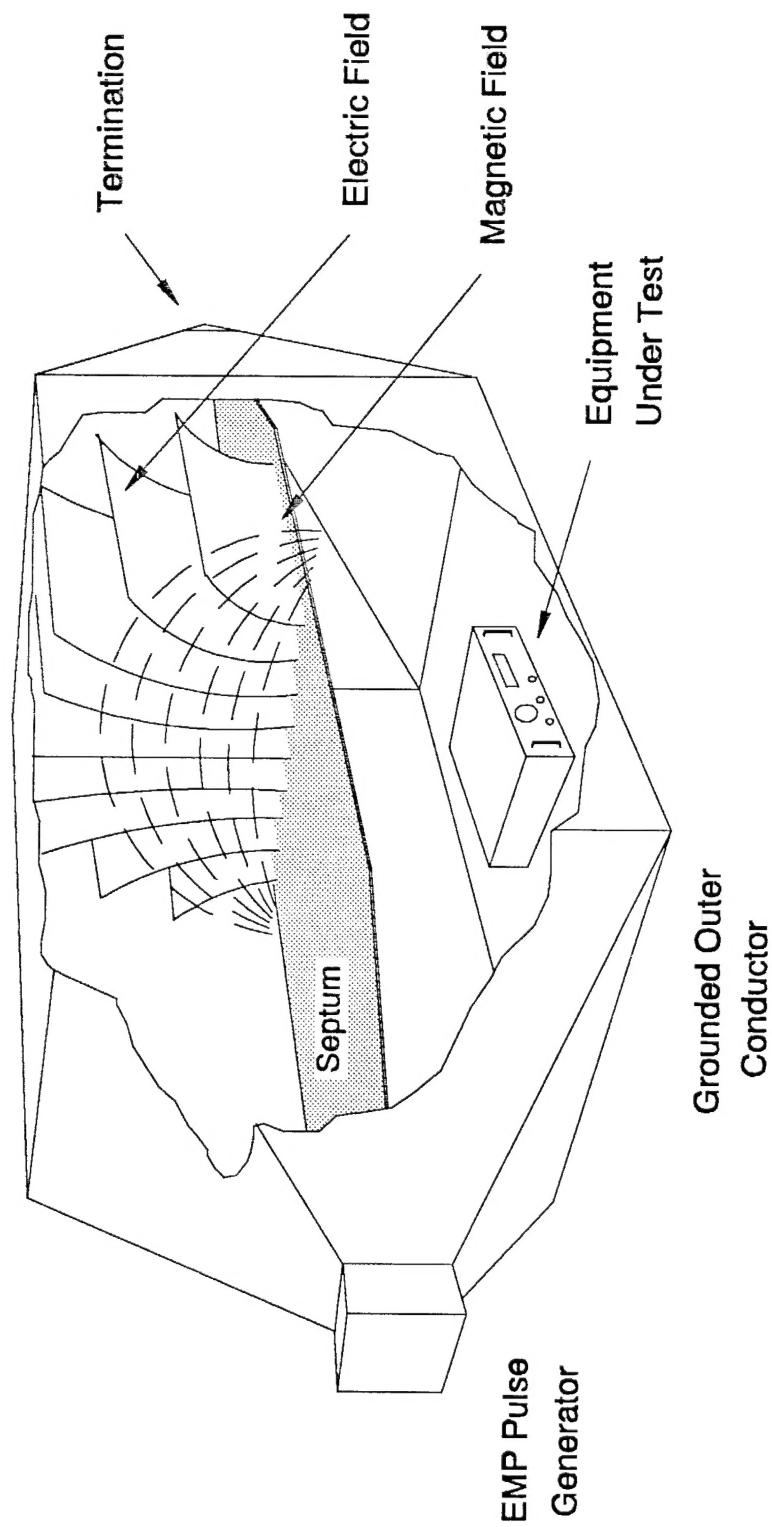 Termination
Electric Field
Magnetic Field
Equipment
Under Test
Septum
Grounded Outer
Conductor
EMP Pulse
Generator